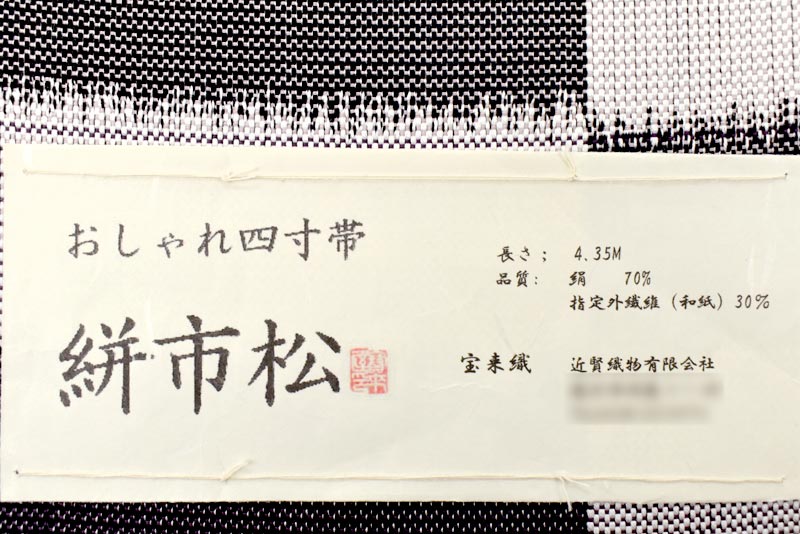 おしゃれ四寸帯
絣市松
長さ； 4.35M
品質： 絹 70%
指定外繊維（和紙）30%
宝来織 近賢織物有限会社